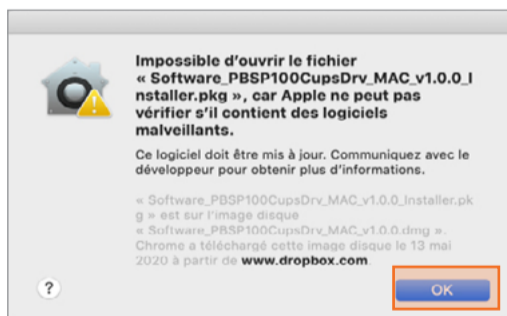 Impossible d'ouvrir le fichier
« Software_PBSP100CupsDrv_MAC_v1.0.0_I
nstaller.pkg », car Apple ne peut pas
vérifier s'il contient des logiciels
malveillants.
Ce logiciel doit être mis à jour. Communiquez avec le
développeur pour obtenir plus d'informations.
« Software_PBSP100CupsDrv_MAC_v1.0.0_Installer.pk
g » est sur l'image disque
« Software_PBSP100CupsDrv_MAC_v1.0.0.dmg ».
Chrome a téléchargé cette image disque le 13 mai
2020 à partir de www.dropbox.com.
?
OK